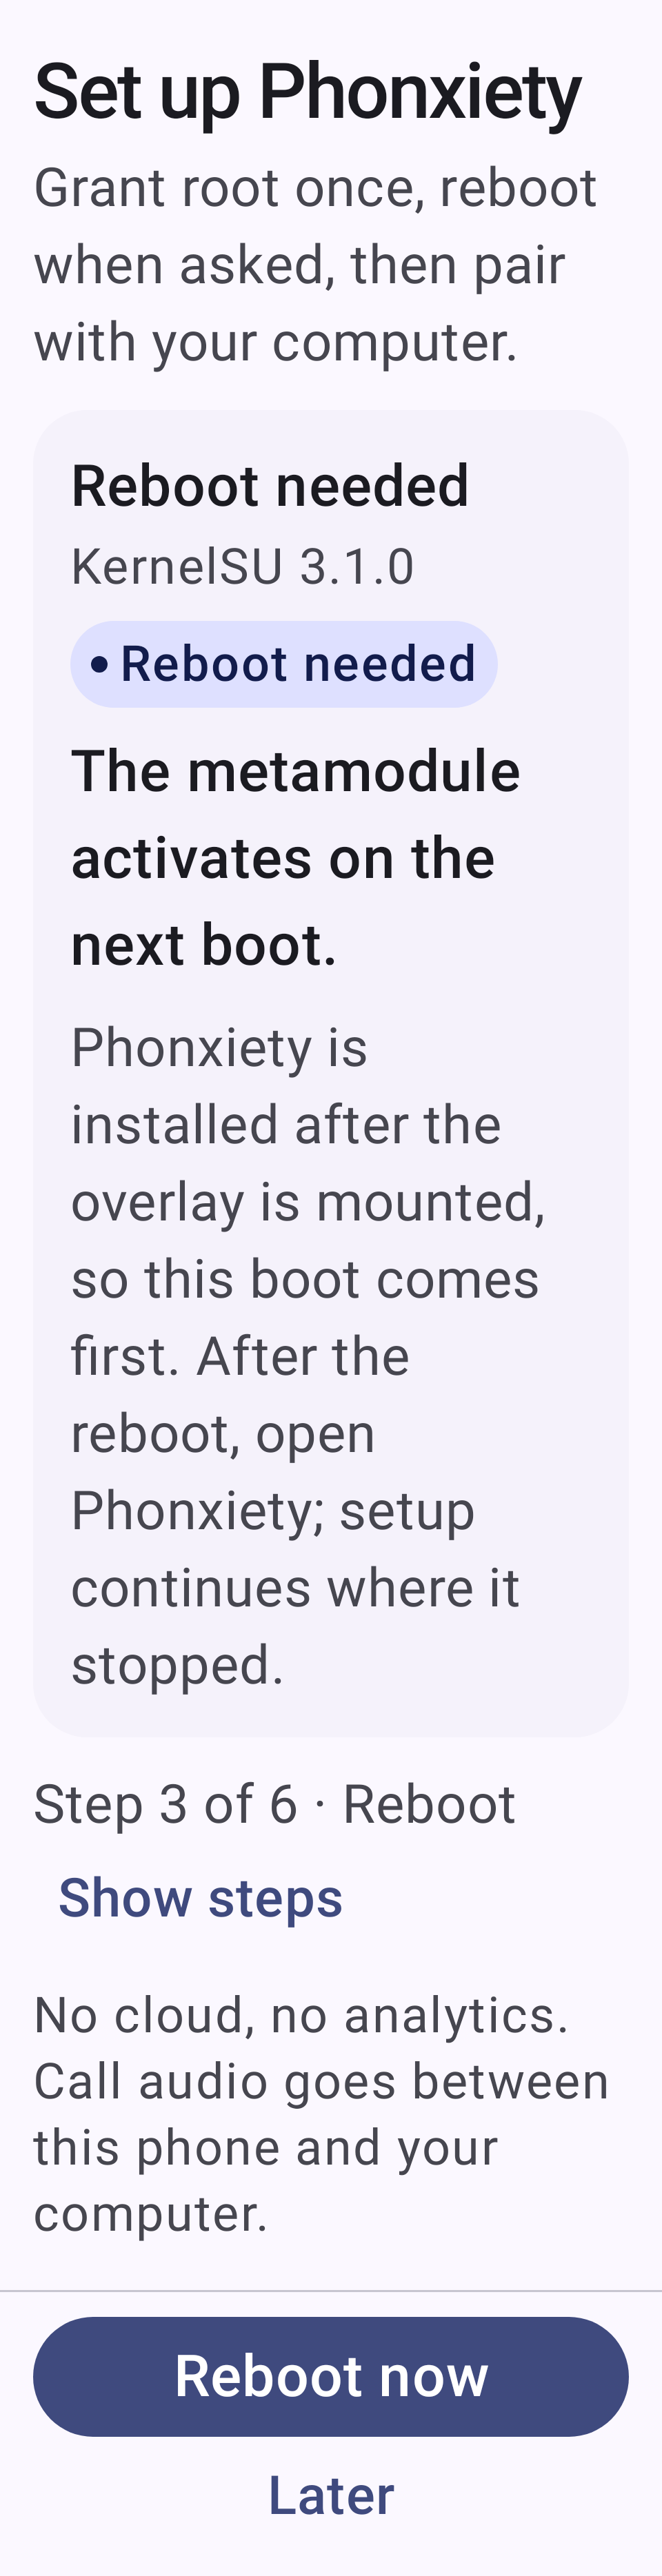 Set up Phonxiety
Grant root once, reboot
when asked, then pair
with your computer.
Reboot needed
KernelSU 3.1.0
• Reboot needed
The metamodule
activates on the
next boot.
Phonxiety is
installed after the
overlay is mounted,
so this boot comes
first. After the
reboot, open
Phonxiety; setup
continues where it
stopped.
Step 3 of 6 · Reboot
Show steps
No cloud, no analytics.
Call audio goes between
this phone and your
computer.
Reboot now
Later